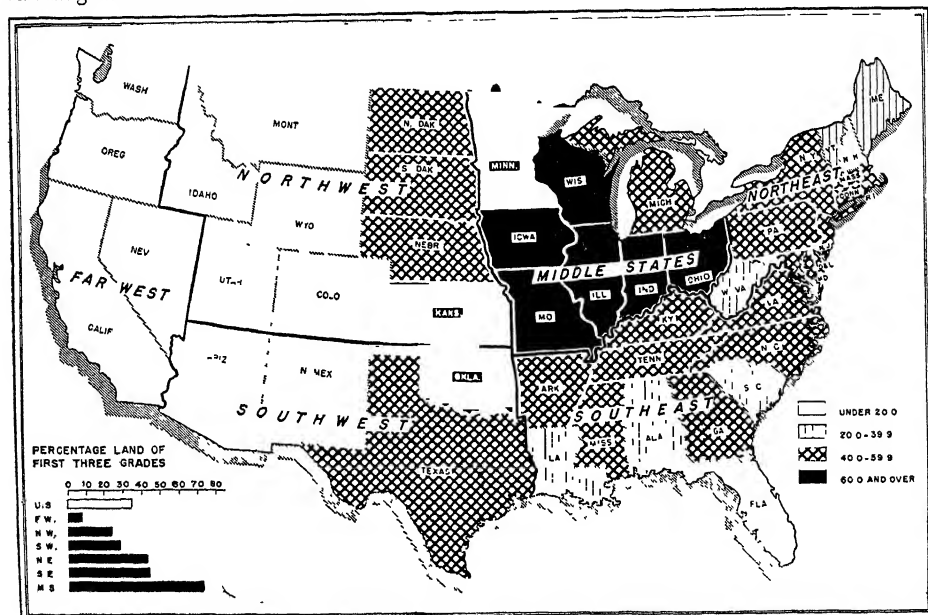 WASH
MONT
N. DAK
MINN.
ME
OREG
S. DAK
WIS
MICH
N.Y.
N.H.
MASS
CONN
R.I.
NORTHWEST
NORTHEAST
IDAHO
WYO
NEBR
IOWA
PA
NEV
UTAH
COLO
MIDDLE STATES
FAR WEST
KANS.
MO
ILL
IND
OHIO
W. VA
MD
CALIF
KY
N. C.
TENN
N MEX
OKLA.
ARK
S C
SOUTHWEST
SOUTHEAST
TEXAS
LA
MISS
ALA
GA
FLA
UNDER 20 0
20 0-39 9
40 0-59 9
60 0 AND OVER
PERCENTAGE LAND OF
FIRST THREE GRADES
0 10 20 30 40 50 60 70 80
U.S
F W.
N W,
S W.
N E
S E
M S